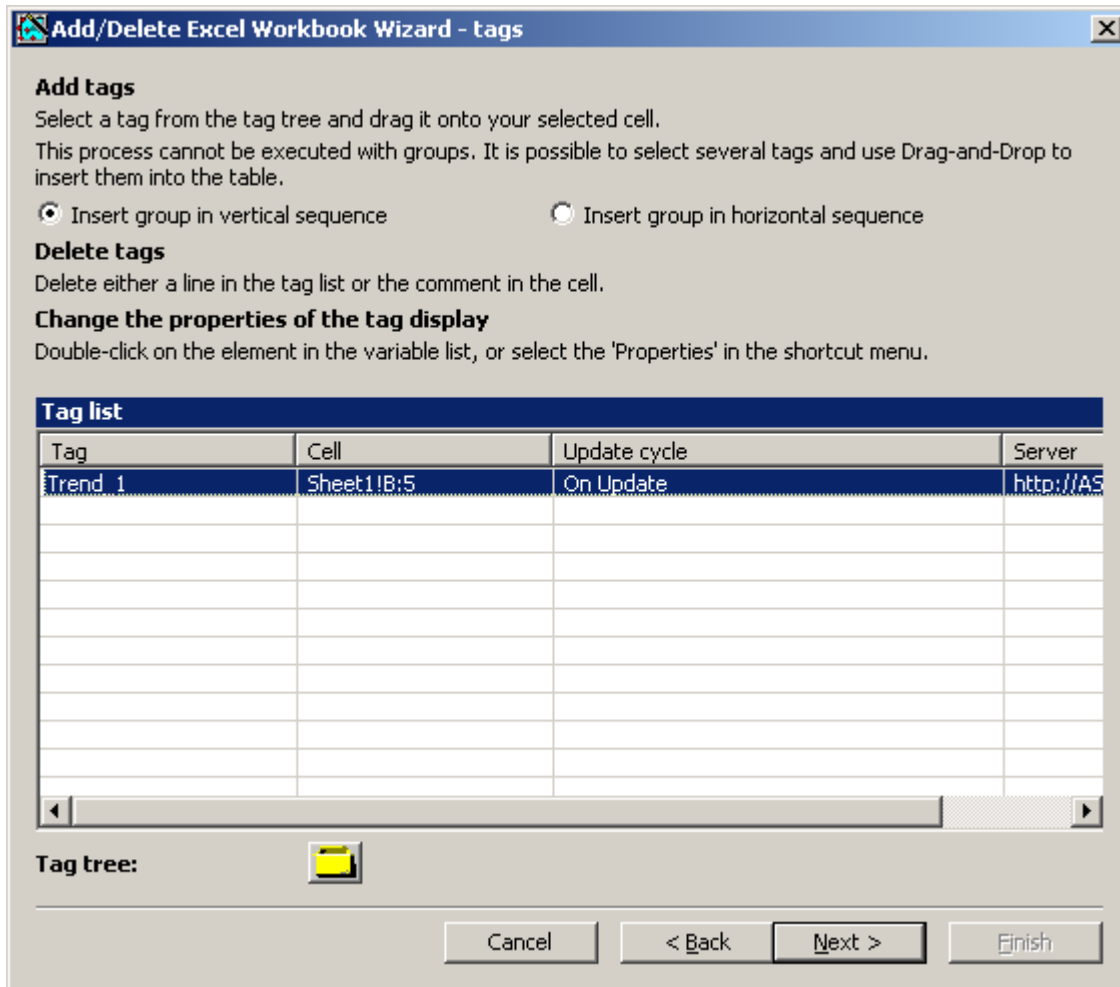 Add/Delete Excel Workbook Wizard - tags
Add tags
Select a tag from the tag tree and drag it onto your selected cell.
This process cannot be executed with groups. It is possible to select several tags and use Drag-and-Drop to
insert them into the table.
Insert group in vertical sequence Insert group in horizontal sequence
Delete tags
Delete either a line in the tag list or the comment in the cell.
Change the properties of the tag display
Double-click on the element in the variable list, or select the 'Properties' in the shortcut menu.
Tag list
Tag Cell Update cycle Server
Trend_1 Sheet1!B:5 On Update http://AS
Tag tree:
Cancel < Back Next > Finish